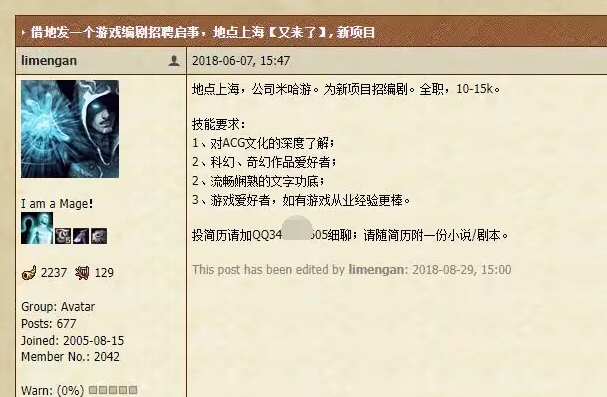 借地发一个游戏编剧招聘启事，地点上海【又来了】, 新项目
limengan
2018-06-07, 15:47
地点上海，公司米哈游。为新项目招编剧。全职，10-15k。
技能要求：
1、对ACG文化的深度了解；
2、科幻、奇幻作品爱好者；
2、流畅娴熟的文字功底；
3、游戏爱好者，如有游戏从业经验更棒。
投简历请加QQ34 605细聊；请随简历附一份小说/剧本。
This post has been edited by limengan: 2018-08-29, 15:00
I am a Mage!
2237 129
Group: Avatar
Posts: 677
Joined: 2005-08-15
Member No.: 2042
Warn: (0%)